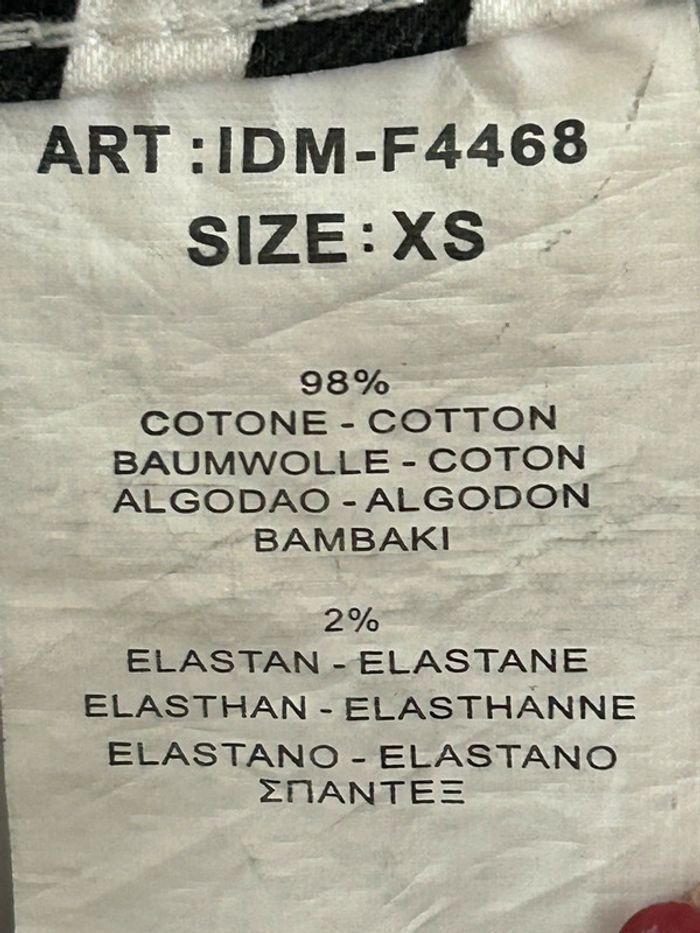 ART :IDM-F4468
SIZE: XS
98%
COTONE - COTTON
BAUMWOLLE - COTON
ALGODAO - ALGODON
BAMBAKI
2%
ELASTAN - ELASTANE
ELASTHAN - ELASTHANNE
ELASTANO - ELASTANO
ΣΠΑΝΤΕΞ